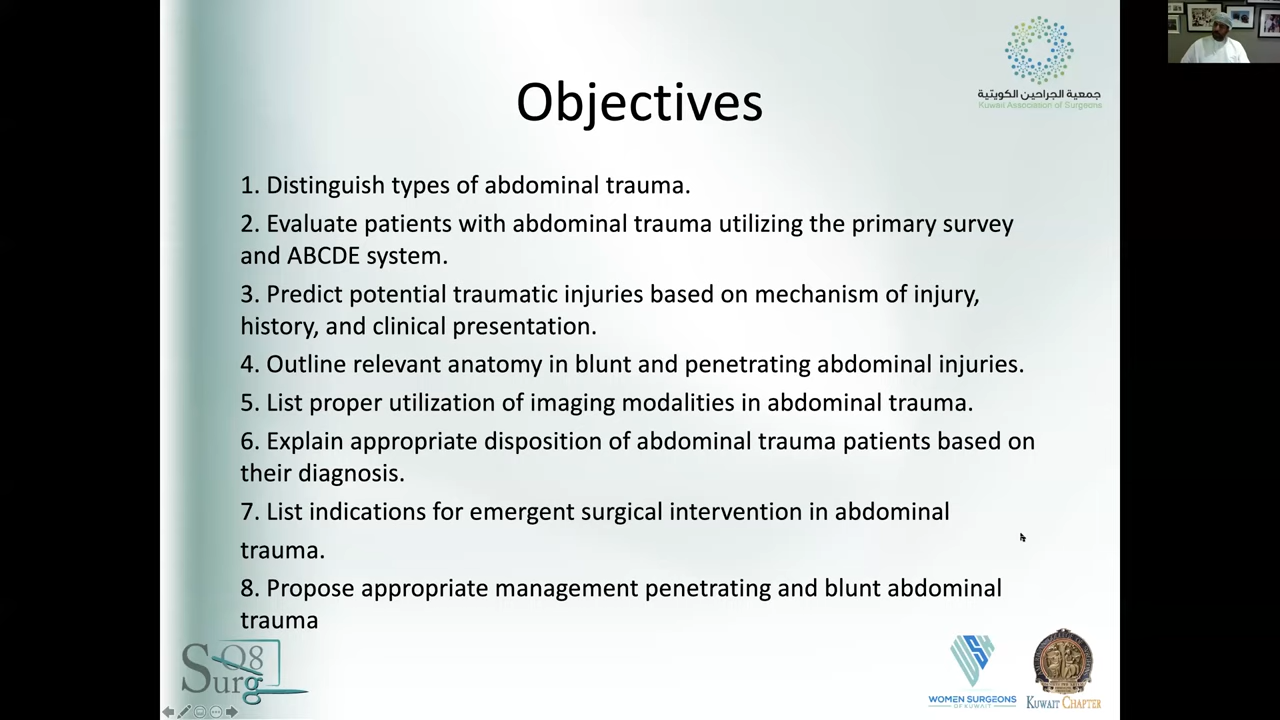 جمعية الجراحين الكويتية
Kuwait Association of Surgeons
Objectives
1. Distinguish types of abdominal trauma.
2. Evaluate patients with abdominal trauma utilizing the primary survey
and ABCDE system.
3. Predict potential traumatic injuries based on mechanism of injury,
history, and clinical presentation.
4. Outline relevant anatomy in blunt and penetrating abdominal injuries.
5. List proper utilization of imaging modalities in abdominal trauma.
6. Explain appropriate disposition of abdominal trauma patients based on
their diagnosis.
7. List indications for emergent surgical intervention in abdominal
trauma.
8. Propose appropriate management penetrating and blunt abdominal
trauma
Q8
Surg
WOMEN SURGEONS
OF KUWAIT
KUWAIT CHAPTER